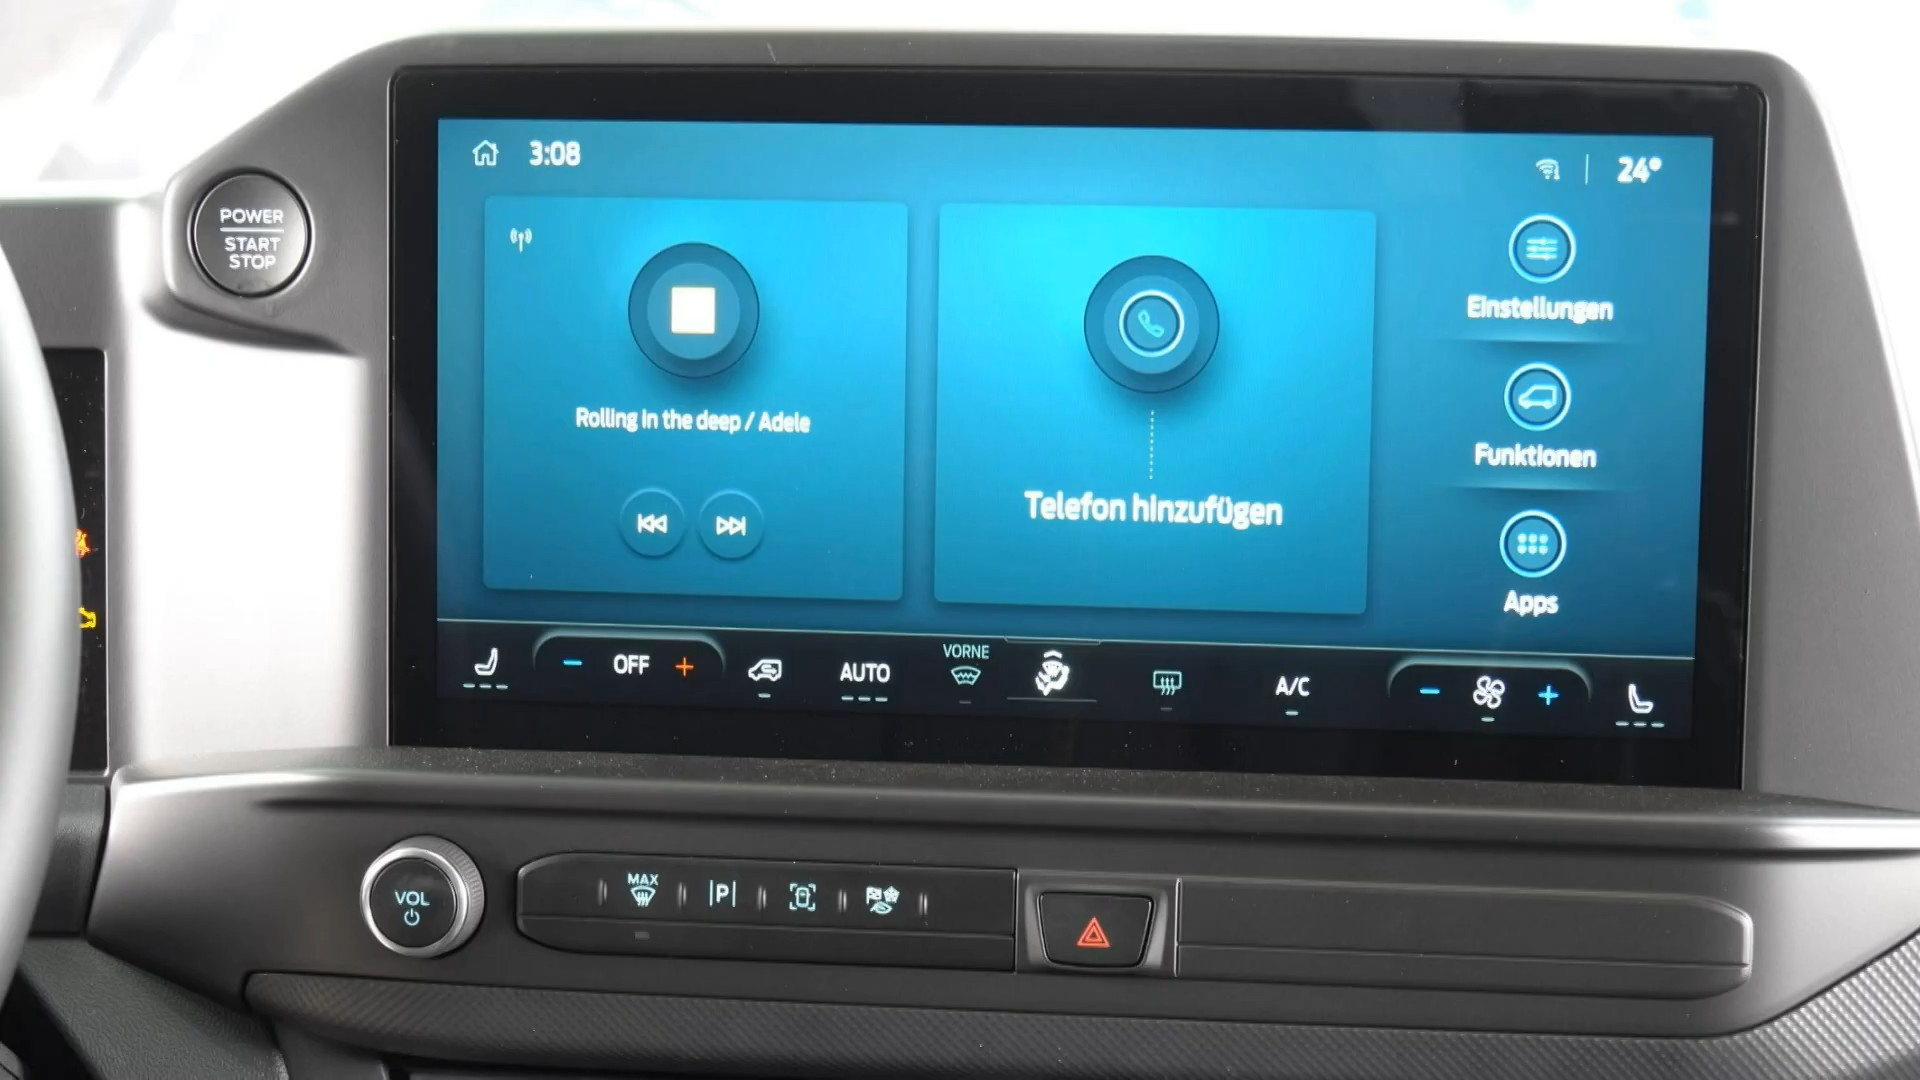 3:08
24°
POWER
START
STOP
Rolling in the deep / Adele
Telefon hinzufügen
Einstellungen
Funktionen
Apps
OFF
AUTO
VORNE
A/C
VOL
MAX
P